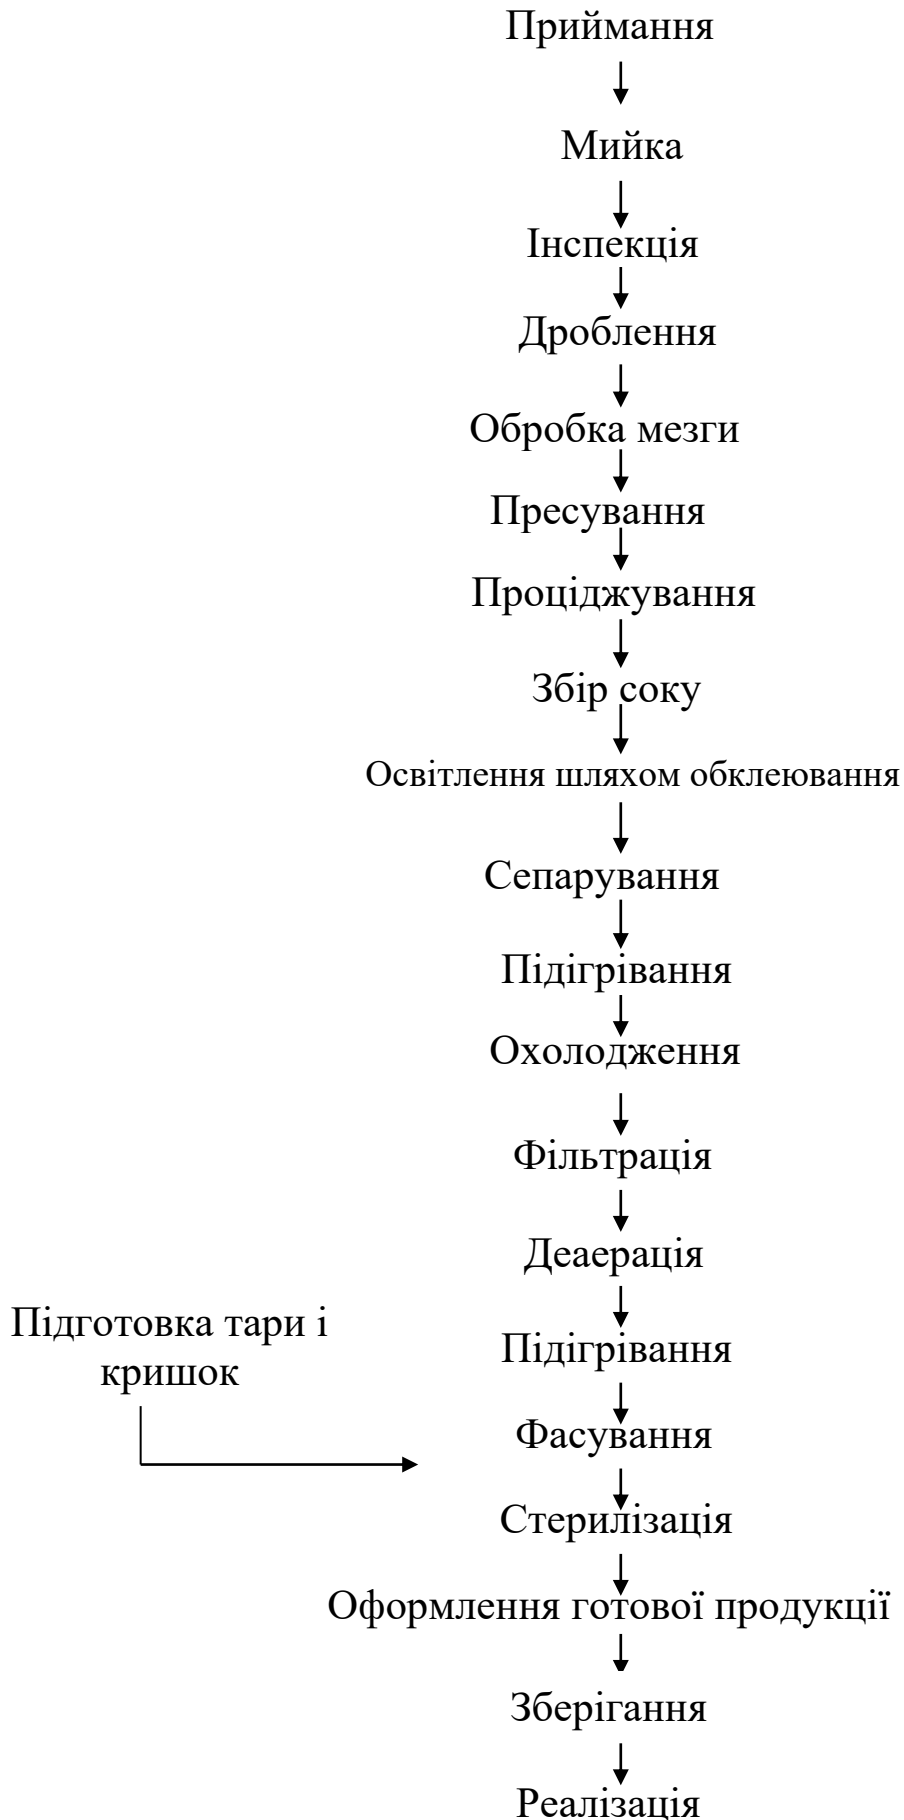 Приймання
Мийка
Інспекція
Дроблення
Обробка мезги
Пресування
Проціджування
Збір соку
Освітлення шляхом обклеювання
Сепарування
Підігрівання
Охолодження
Фільтрація
Деаерація
Підготовка тари і
кришок
Підігрівання
Фасування
Стерилізація
Оформлення готової продукції
Зберігання
Реалізація